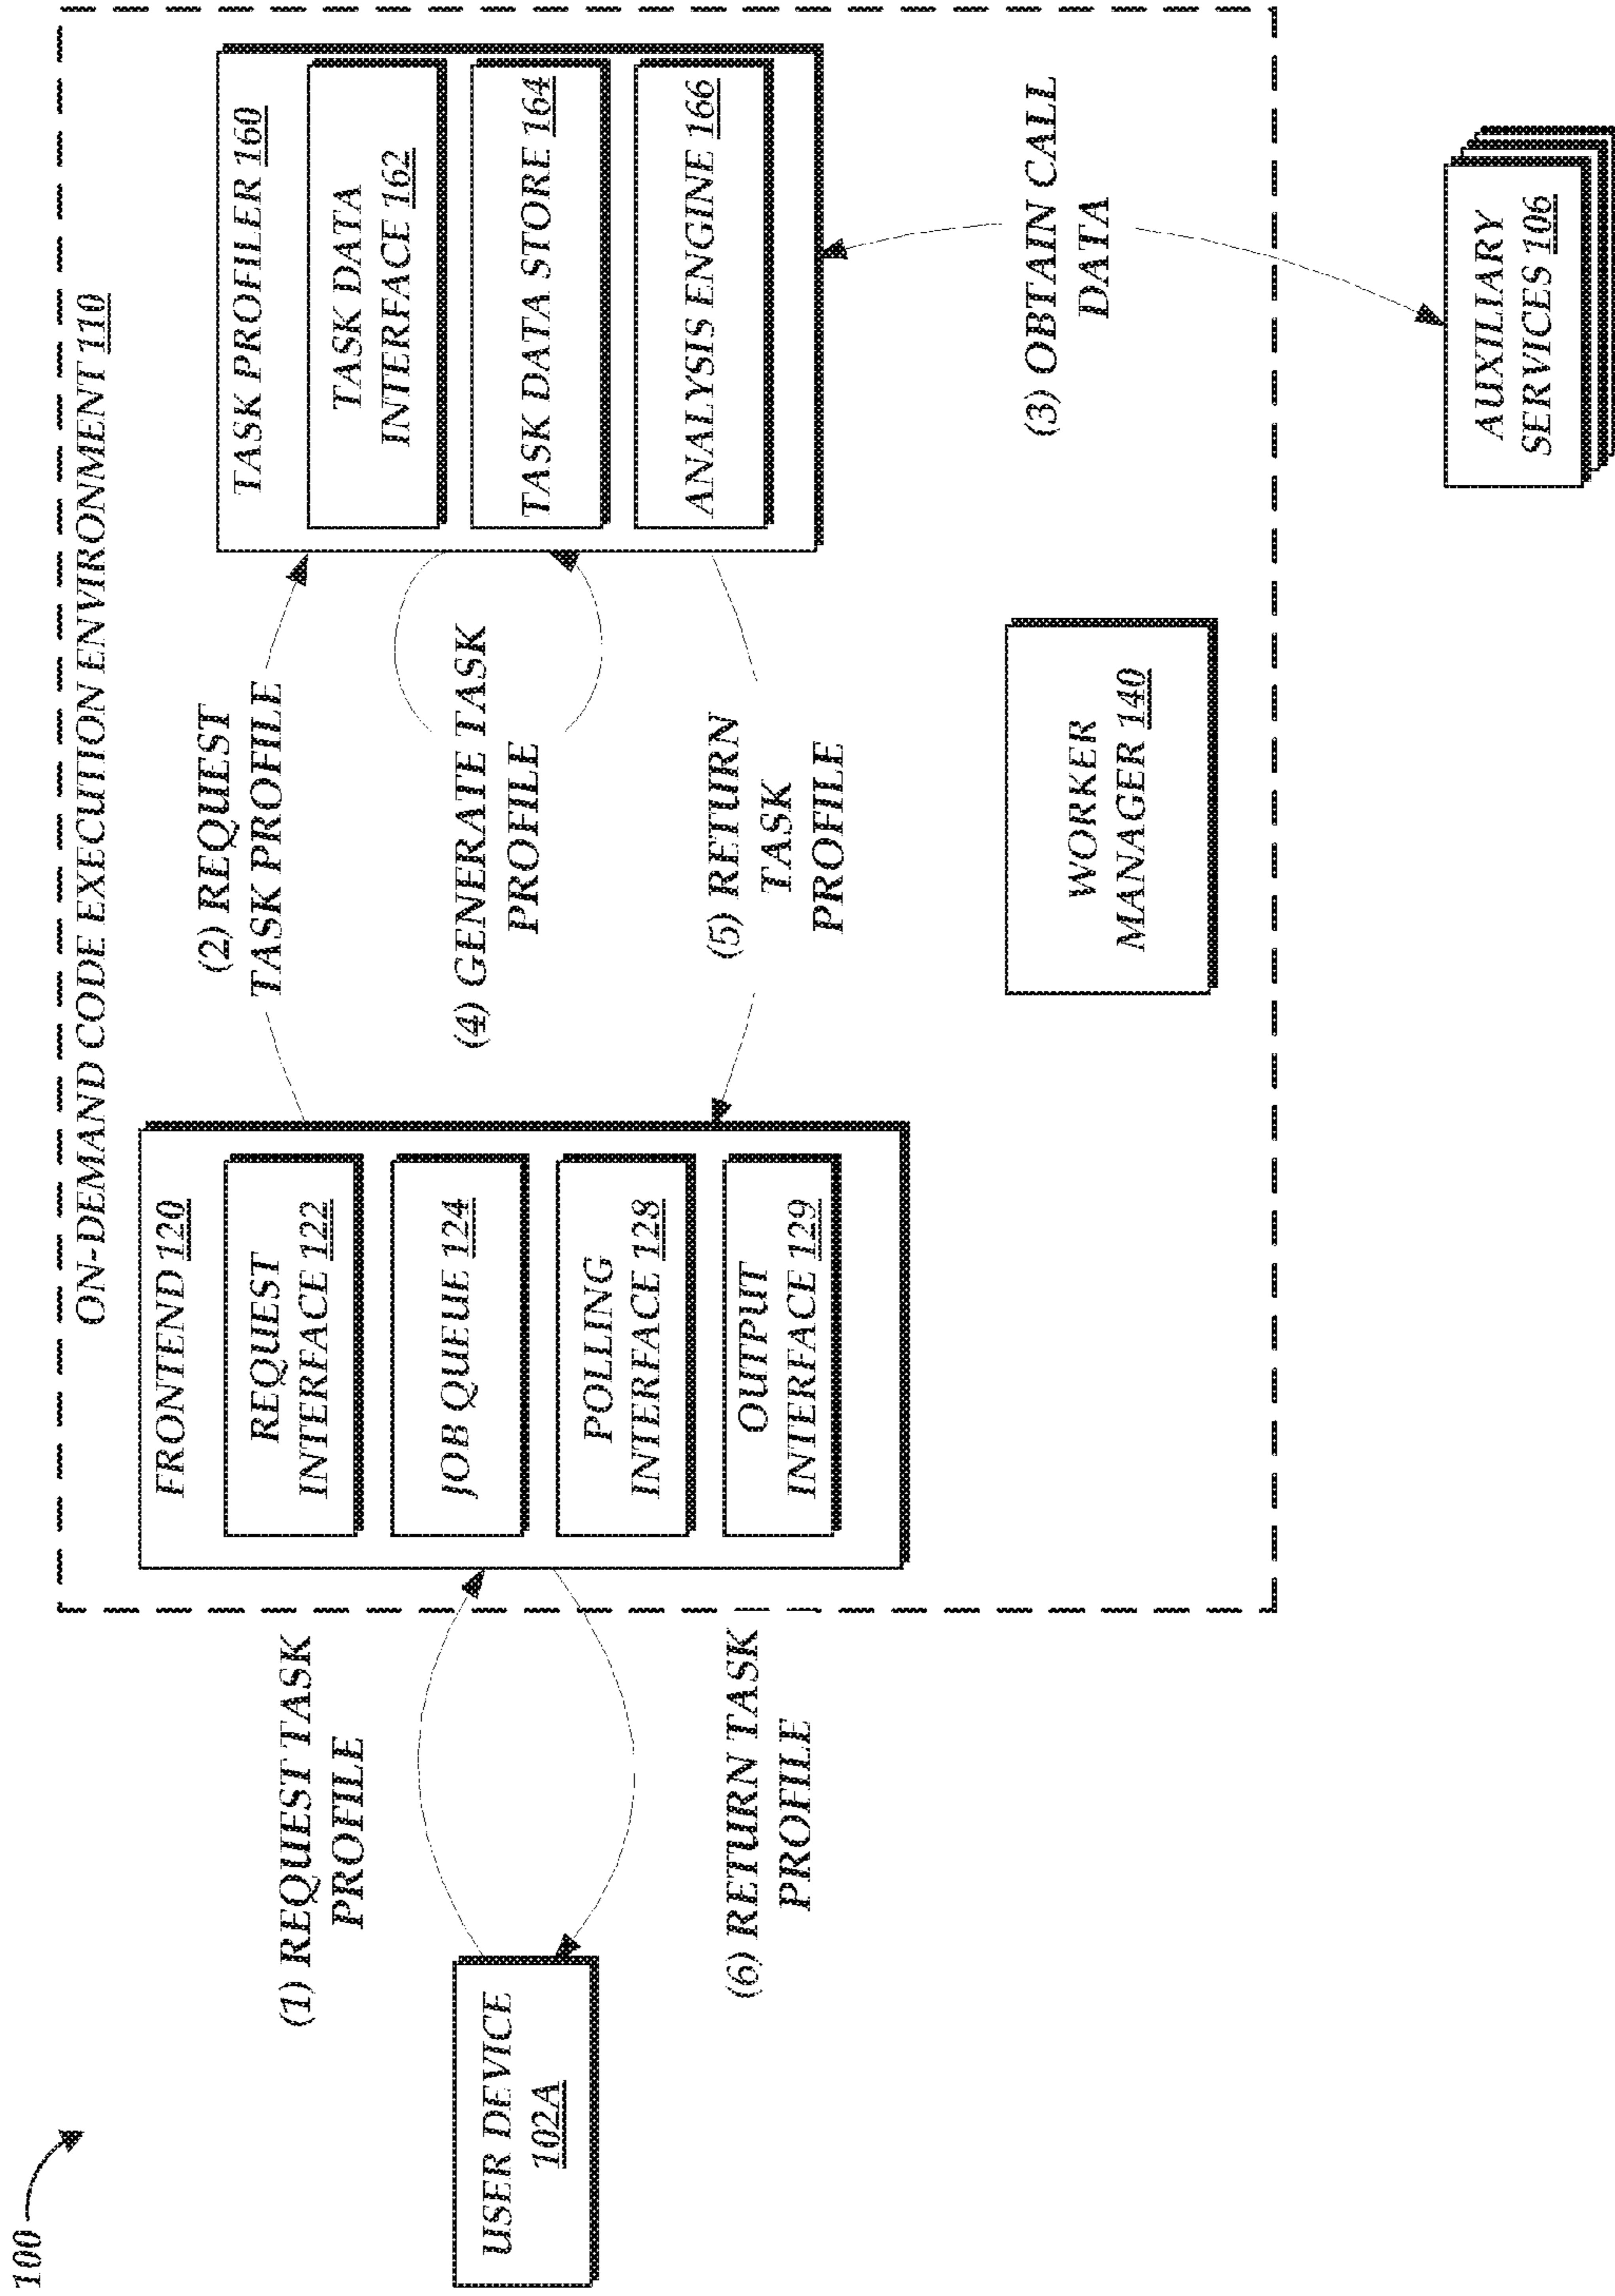 100
ON-DEMAND CODE EXECUTION ENVIRONMENT 110
USER DEVICE
102A
(1) REQUEST TASK
PROFILE
(6) RETURN TASK
PROFILE
FRONTEND 120
REQUEST
INTERFACE 122
JOB QUEUE 124
POLLING
INTERFACE 128
OUTPUT
INTERFACE 129
(2) REQUEST
TASK PROFILE
(4) GENERATE TASK
PROFILE
(5) RETURN
TASK
PROFILE
TASK PROFILER 160
TASK DATA
INTERFACE 162
TASK DATA STORE 164
ANALYSIS ENGINE 166
WORKER
MANAGER 140
(3) OBTAIN CALL
DATA
AUXILIARY
SERVICES 106